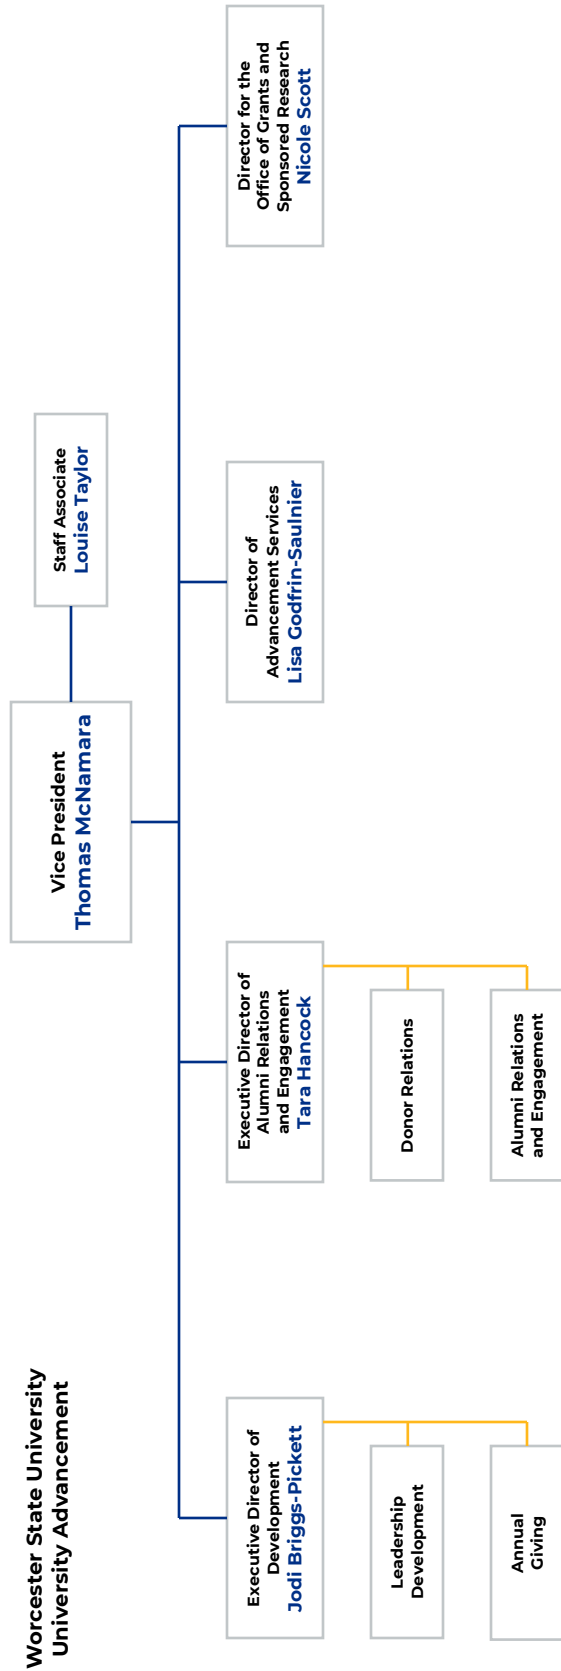 Worcester State University
University Advancement
Vice President
Thomas McNamara
Staff Associate
Louise Taylor
Executive Director of
Development
Jodi Briggs-Pickett
Executive Director of
Alumni Relations
and Engagement
Tara Hancock
Director of
Advancement Services
Lisa Godfrin-Saulnier
Director for the
Office of Grants and
Sponsored Research
Nicole Scott
Leadership
Development
Donor Relations
Annual
Giving
Alumni Relations
and Engagement